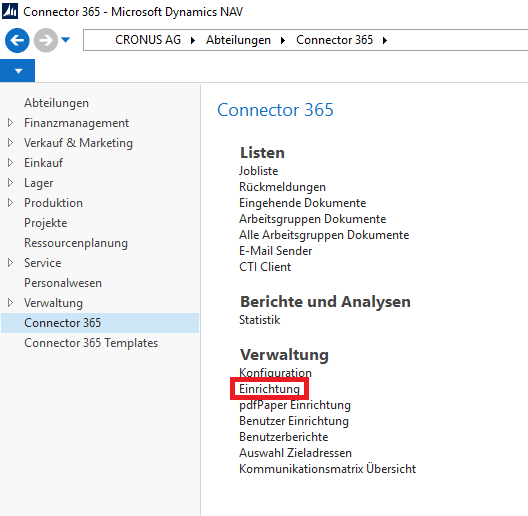 Connector 365 - Microsoft Dynamics NAV
CRONUS AG Abteilungen Connector 365
Abteilungen
Finanzmanagement
Verkauf & Marketing
Einkauf
Lager
Produktion
Projekte
Ressourcenplanung
Service
Personalwesen
Verwaltung
Connector 365
Connector 365 Templates
Connector 365
Listen
Jobliste
Rückmeldungen
Eingehende Dokumente
Arbeitsgruppen Dokumente
Alle Arbeitsgruppen Dokumente
E-Mail Sender
CTI Client
Berichte und Analysen
Statistik
Verwaltung
Konfiguration
Einrichtung
pdfPaper Einrichtung
Benutzer Einrichtung
Benutzerberichte
Auswahl Zieladressen
Kommunikationsmatrix Übersicht